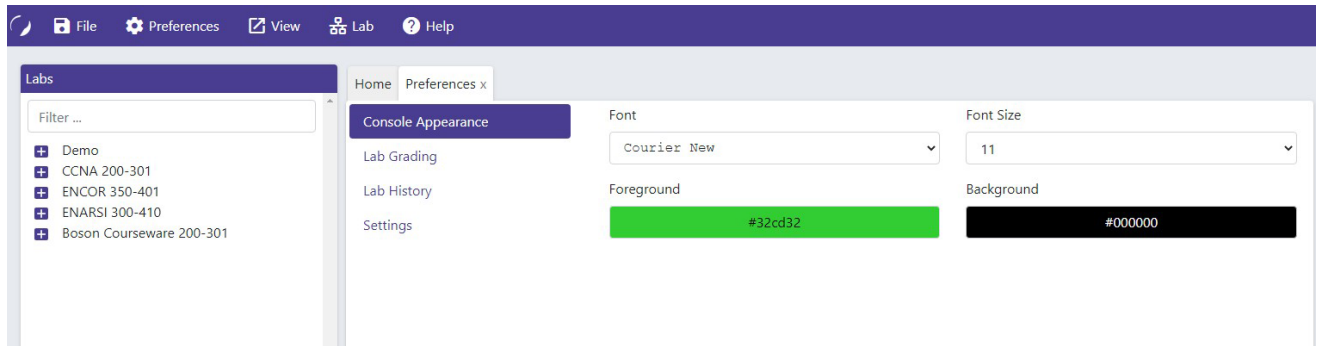 File Preferences View Lab Help
Labs
Filter ...
Demo
CCNA 200-301
ENCOR 350-401
ENARSI 300-410
Boson Courseware 200-301
Home Preferences x
Console Appearance
Lab Grading
Lab History
Settings
Font
Courier New
Font Size
11
Foreground
#32cd32
Background
#000000